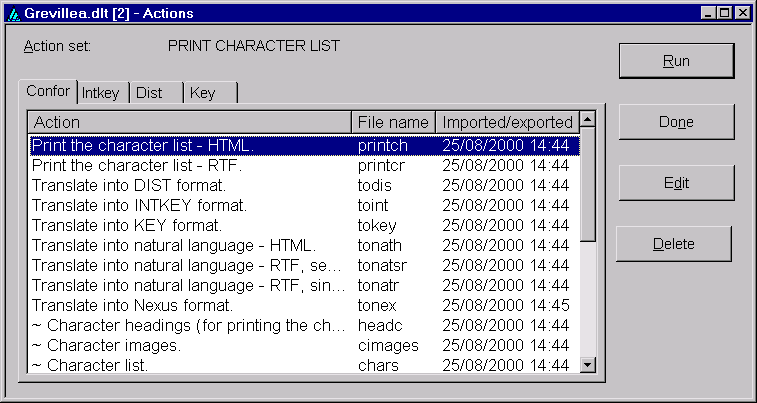 Grevillea.dlt [2] - Actions
Action set: PRINT CHARACTER LIST
Run
Confor Intkey Dist Key
Action File name Imported/exported
Done
Print the character list - HTML. printch 25/08/2000 14:44
Print the character list - RTF. printcr 25/08/2000 14:44
Translate into DIST format. todis 25/08/2000 14:44
Edit
Translate into INTKEY format. toint 25/08/2000 14:44
Translate into KEY format. tokey 25/08/2000 14:44
Translate into natural language - HTML. tonath 25/08/2000 14:44
Delete
Translate into natural language - RTF, se... tonatsr 25/08/2000 14:44
Translate into natural language - RTF, sin... tonatr 25/08/2000 14:44
Translate into Nexus format. tonex 25/08/2000 14:45
~ Character headings (for printing the ch... headc 25/08/2000 14:44
~ Character images. cimages 25/08/2000 14:44
~ Character list. chars 25/08/2000 14:44